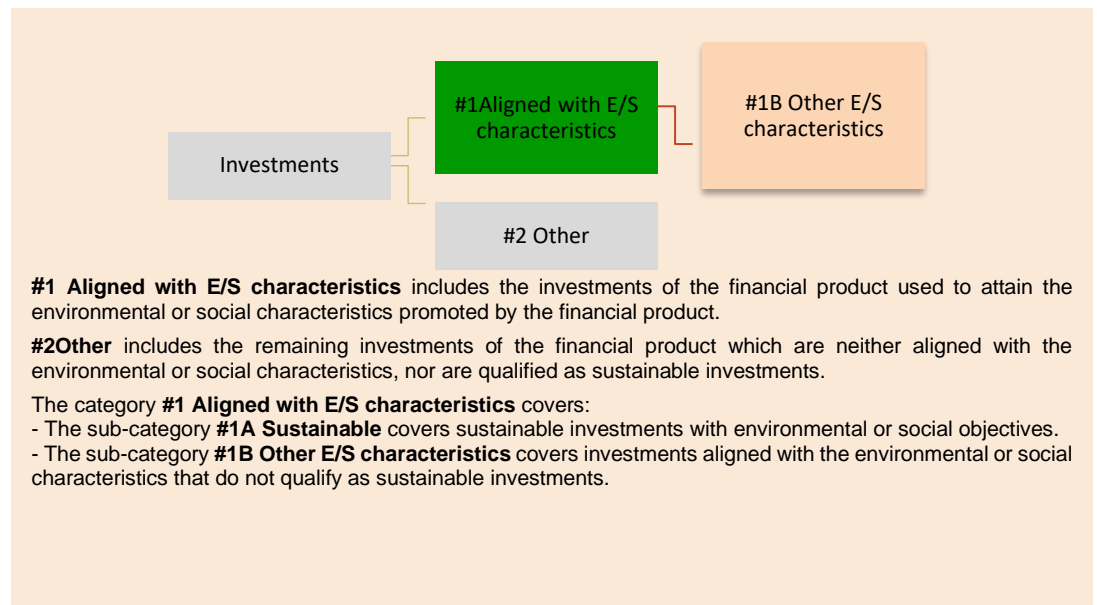 #1Aligned with E/S
characteristics
#1B Other E/S
characteristics
Investments
#2 Other
#1 Aligned with E/S characteristics includes the investments of the financial product used to attain the
environmental or social characteristics promoted by the financial product.
#2Other includes the remaining investments of the financial product which are neither aligned with the
environmental or social characteristics, nor are qualified as sustainable investments.
The category #1 Aligned with E/S characteristics covers:
- The sub-category #1A Sustainable covers sustainable investments with environmental or social objectives.
- The sub-category #1B Other E/S characteristics covers investments aligned with the environmental or social
characteristics that do not qualify as sustainable investments.